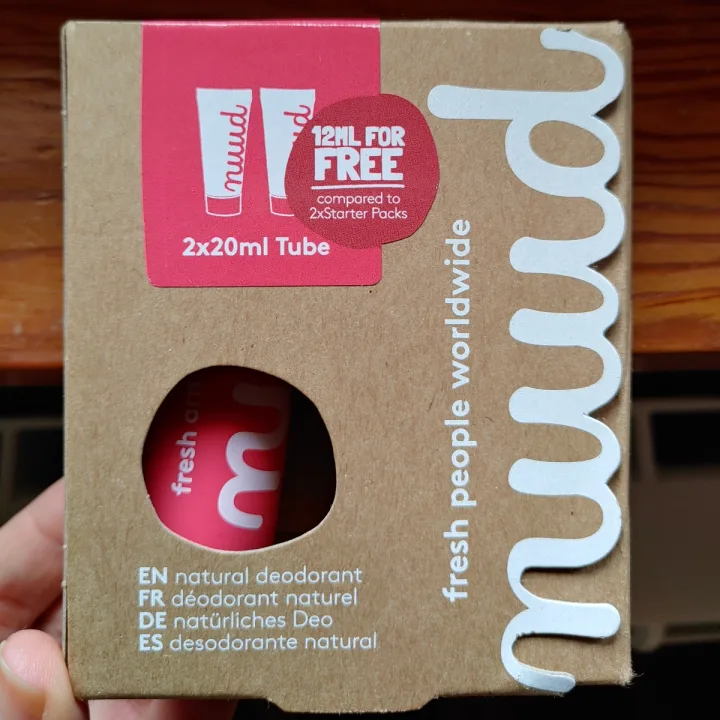 nuud
nuud
12ML FOR
FREE
compared to
2xStarter Packs
2x20ml Tube
fresh people worldwide
nuud
fresh
EN natural deodorant
FR déodorant naturel
DE natürliches Deo
ES desodorante natural